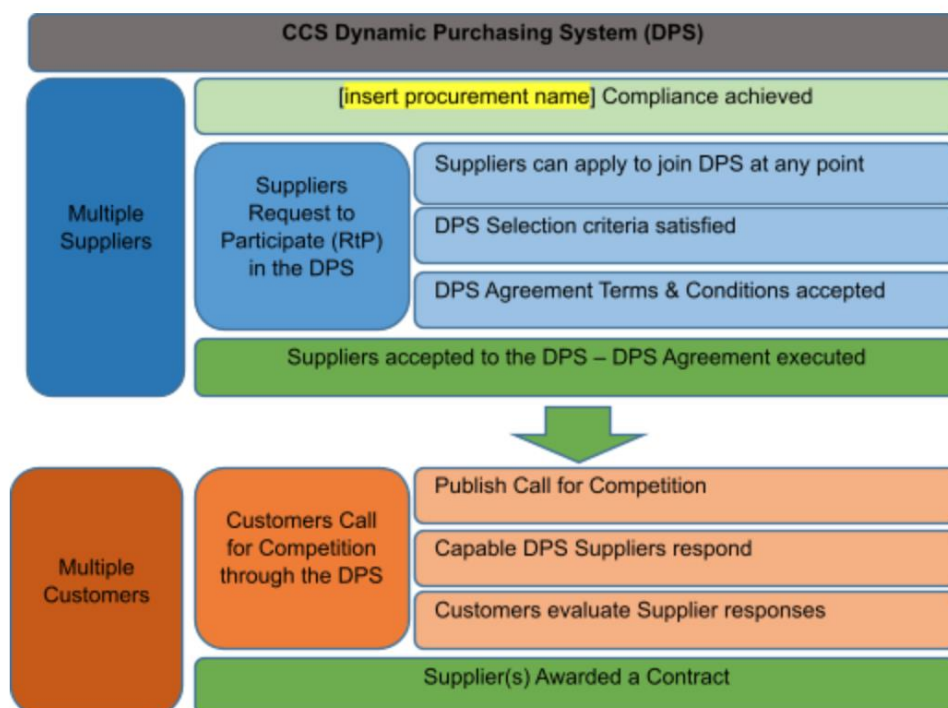 CCS Dynamic Purchasing System (DPS)
[insert procurement name] Compliance achieved
Multiple
Suppliers
Suppliers
Request to
Participate (RtP)
in the DPS
Suppliers can apply to join DPS at any point
DPS Selection criteria satisfied
DPS Agreement Terms & Conditions accepted
Suppliers accepted to the DPS – DPS Agreement executed
Multiple
Customers
Customers Call
for Competition
through the DPS
Publish Call for Competition
Capable DPS Suppliers respond
Customers evaluate Supplier responses
Supplier(s) Awarded a Contract